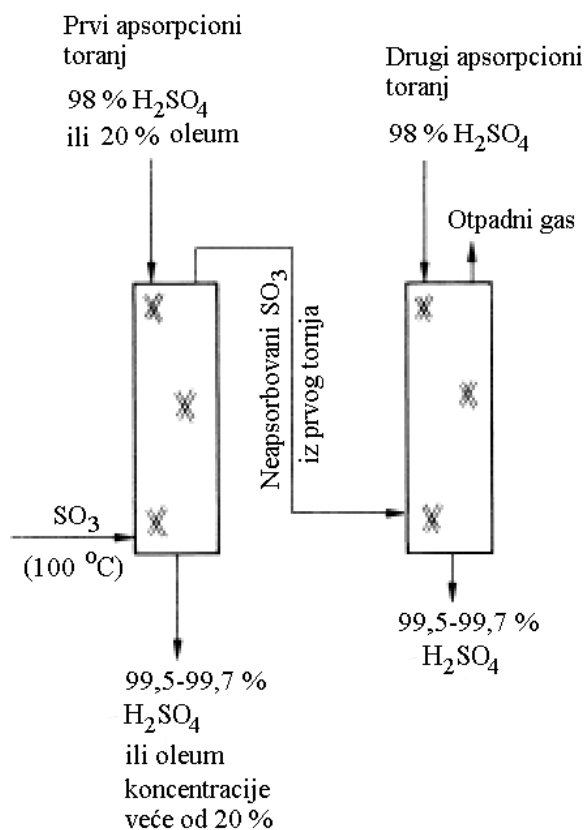 Prvi apsorpcioni
toranj
98 % H₂SO₄
ili 20 % oleum
Drugi apsorpcioni
toranj
98 % H₂SO₄
Otpadni gas
Neapsorbovani SO₃
iz prvog tornja
SO₃
(100 °C)
99,5-99,7 %
H₂SO₄
ili oleum
koncentracije
veće od 20 %
99,5-99,7 %
H₂SO₄